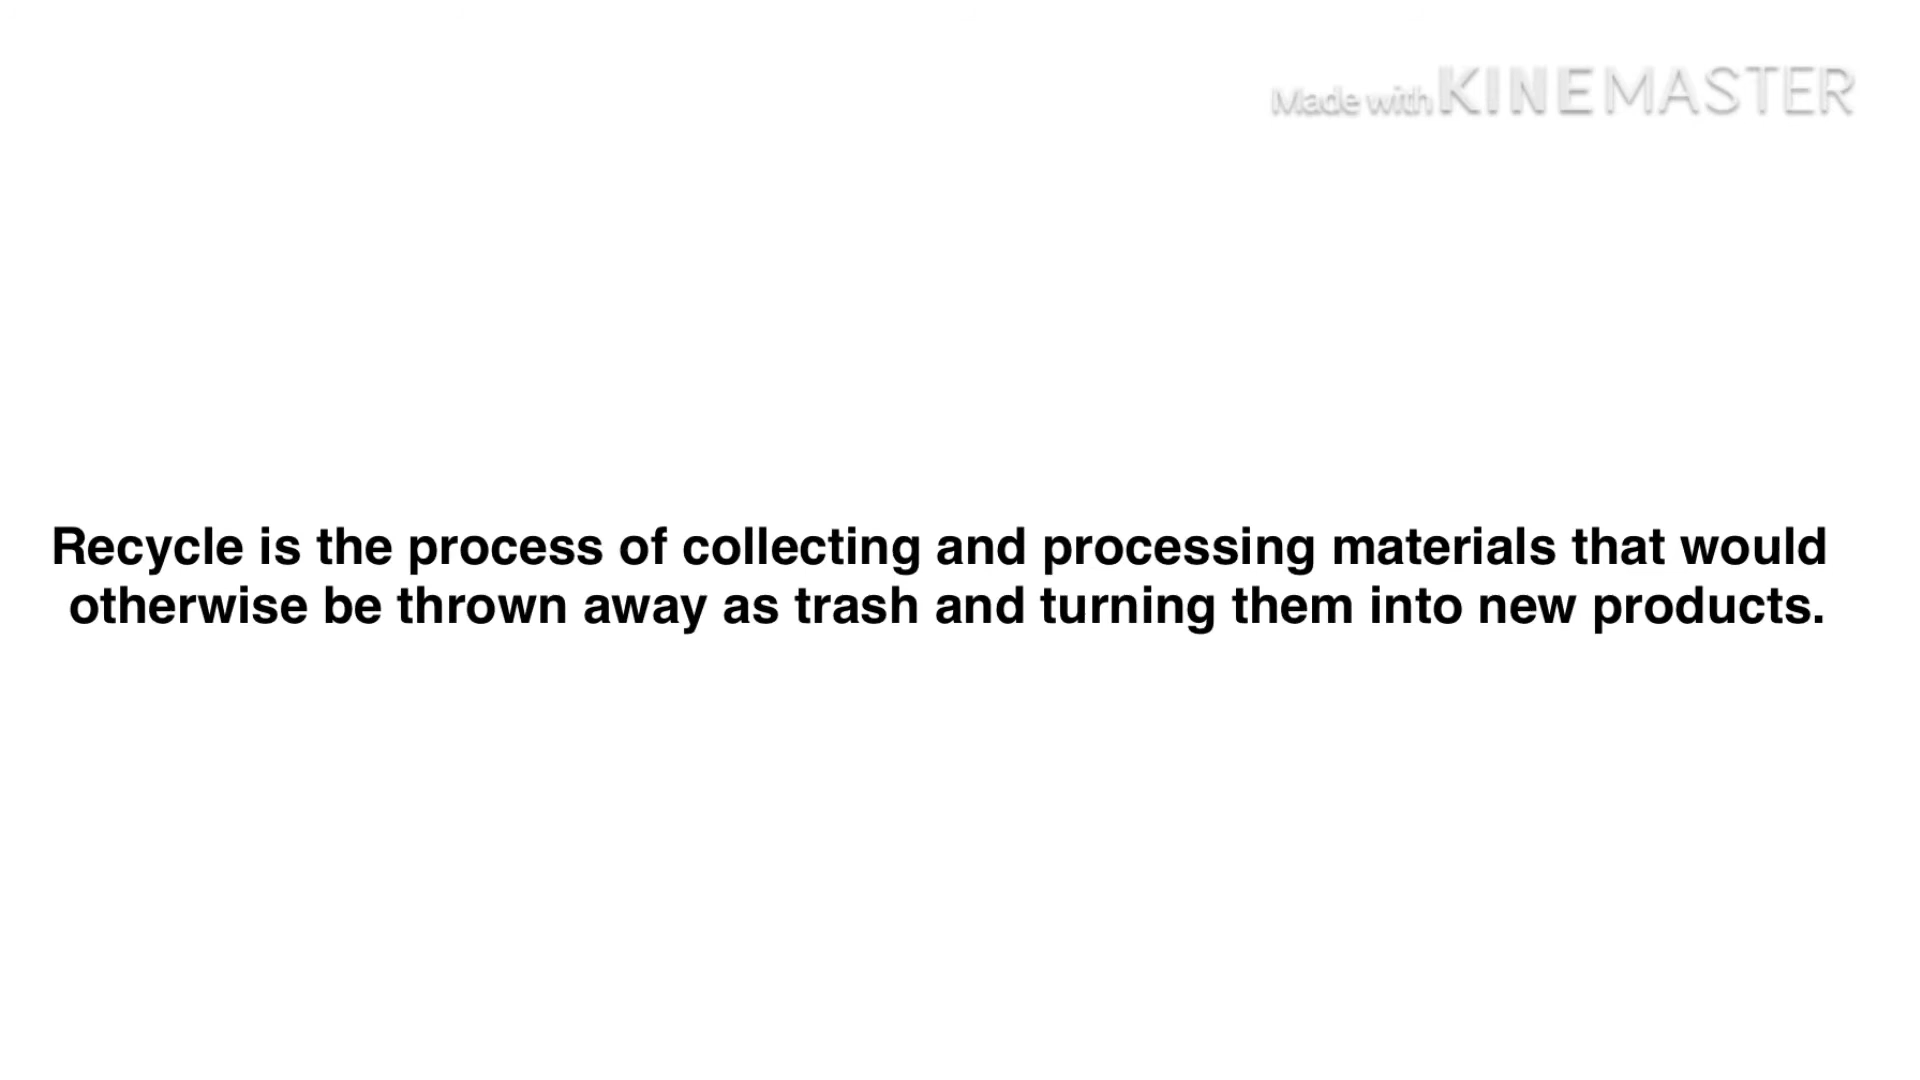 Made with KINEMASTER
Recycle is the process of collecting and processing materials that would
otherwise be thrown away as trash and turning them into new products.